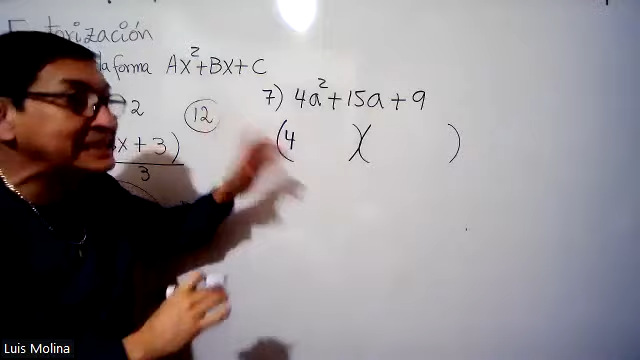 Factorización
la forma Ax²+Bx+C
2
12
x + 3)
3
7) 4a²+15a+9
(4 )( )
Luis Molina